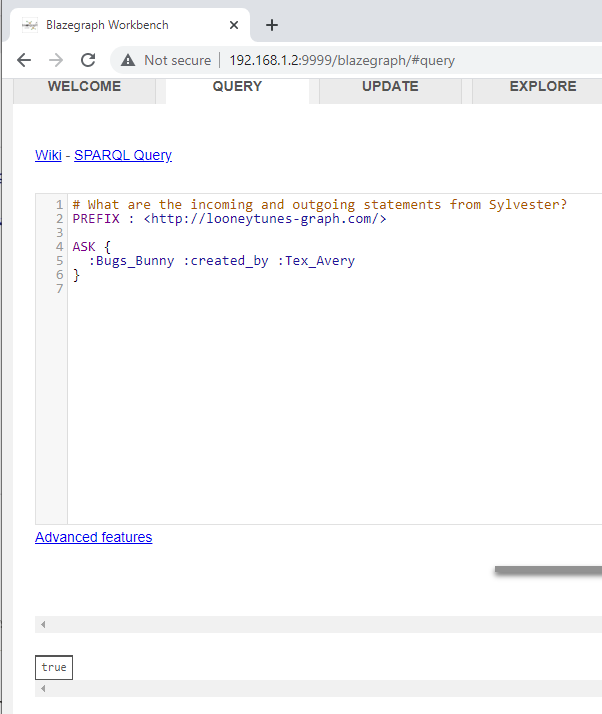 Blazegraph Workbench
Not secure 192.168.1.2:9999/blazegraph/#query
WELCOME QUERY UPDATE EXPLORE
Wiki - SPARQL Query
1 # What are the incoming and outgoing statements from Sylvester?
2 PREFIX : <http://looneytunes-graph.com/>
3
4 ASK {
5 :Bugs_Bunny :created_by :Tex_Avery
6 }
7
Advanced features
true